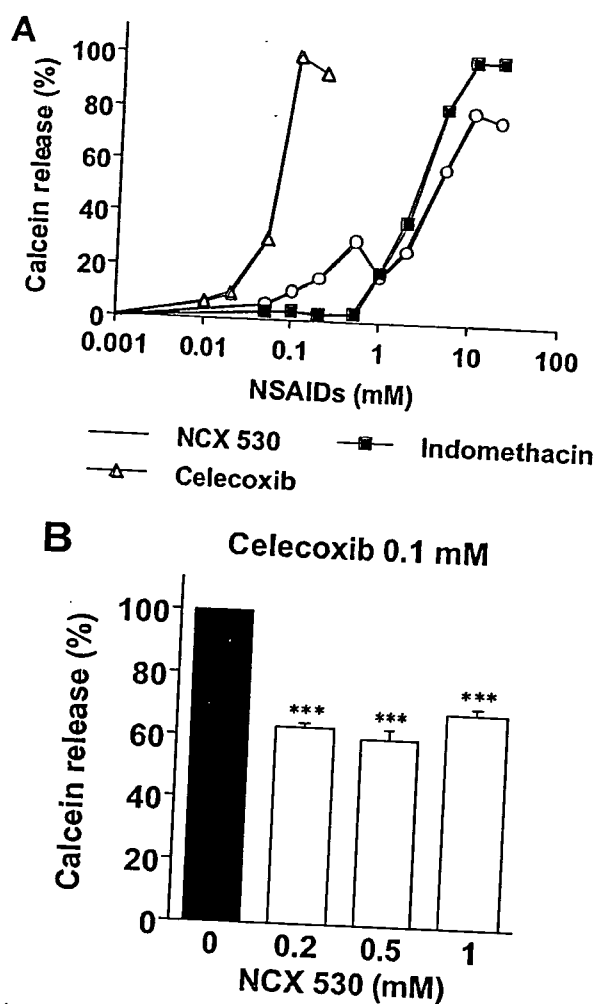 A
Calcein release (%)
100
80
60
40
20
0
0.001 0.01 0.1 1 10 100
NSAIDs (mM)
NCX 530 Indomethacin
Celecoxib
B
Celecoxib 0.1 mM
Calcein release (%)
100
80
60
40
20
0
*** *** ***
0 0.2 0.5 1
NCX 530 (mM)